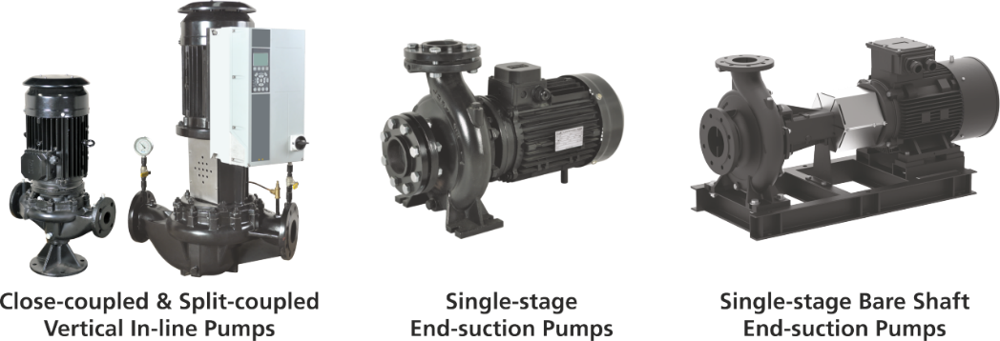 Close-coupled & Split-coupled
Vertical In-line Pumps
Single-stage
End-suction Pumps
Single-stage Bare Shaft
End-suction Pumps